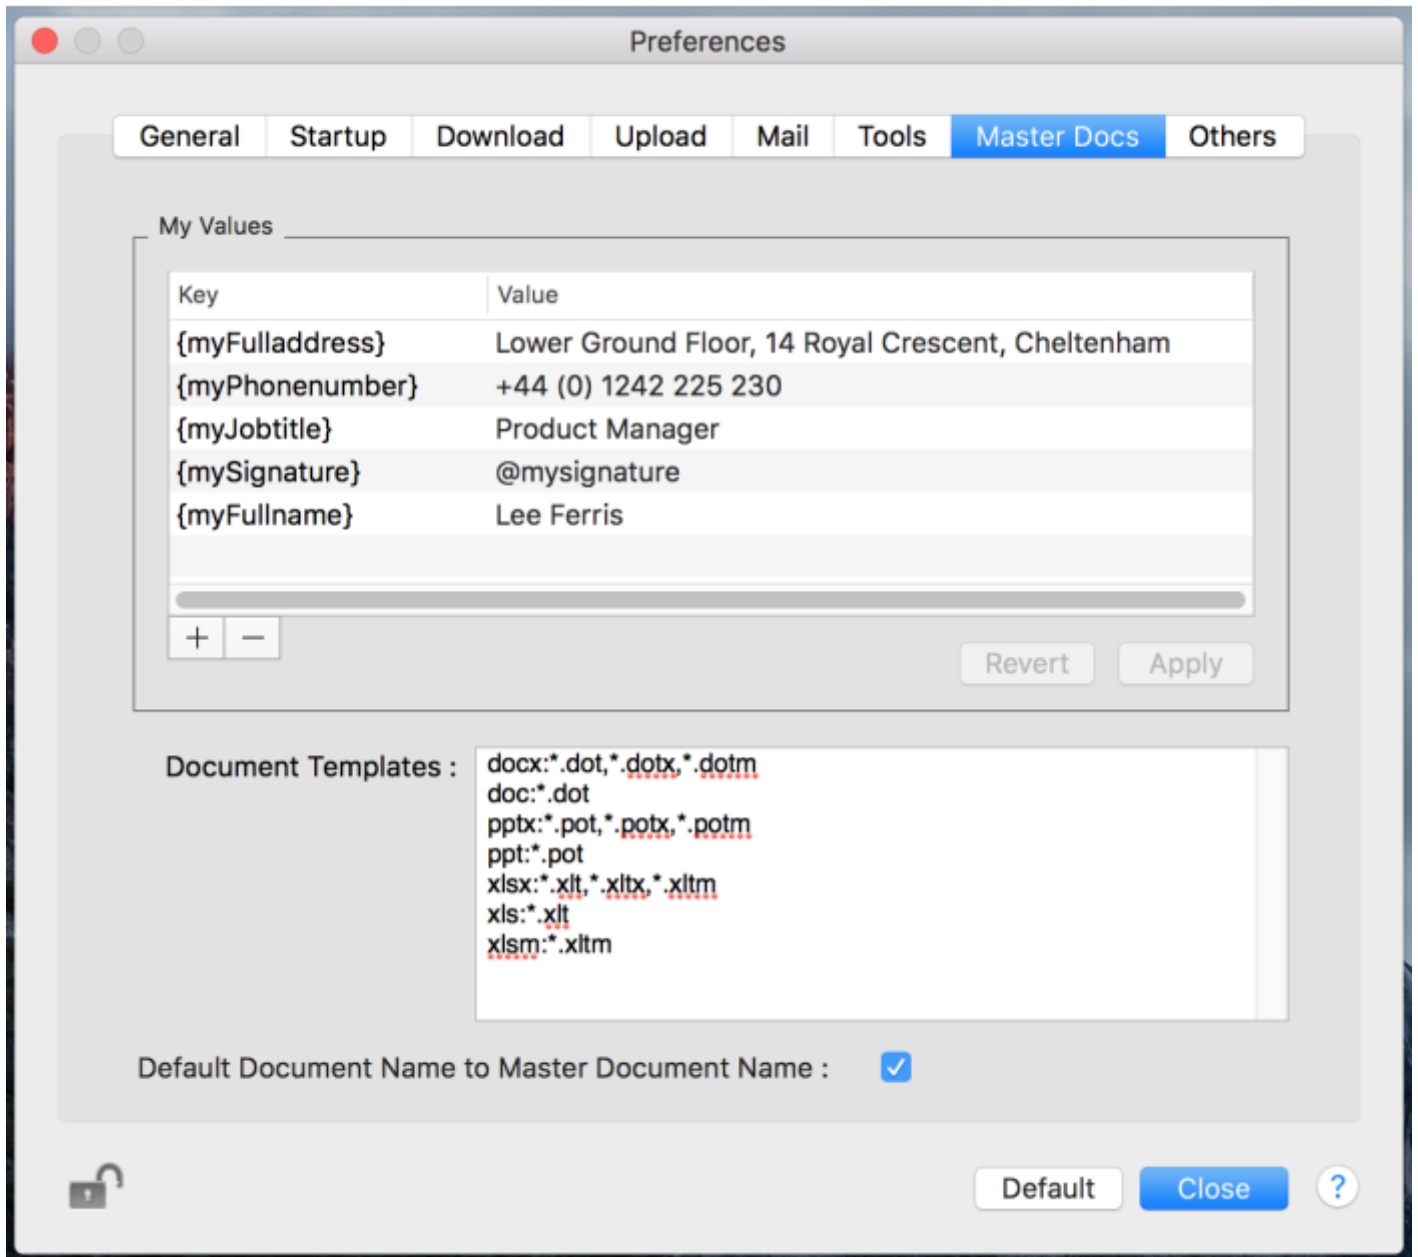 Preferences
General Startup Download Upload Mail Tools Master Docs Others
My Values
Key Value
{myFulladdress} Lower Ground Floor, 14 Royal Crescent, Cheltenham
{myPhonenumber} +44 (0) 1242 225 230
{myJobtitle} Product Manager
{mySignature} @mysignature
{myFullname} Lee Ferris
+ −
Revert Apply
Document Templates : docx:*.dot,*.dotx,*.dotm
doc:*.dot
pptx:*.pot,*.potx,*.potm
ppt:*.pot
xlsx:*.xlt,*.xltx,*.xltm
xls:*.xlt
xlsm:*.xltm
Default Document Name to Master Document Name :
Default Close ?